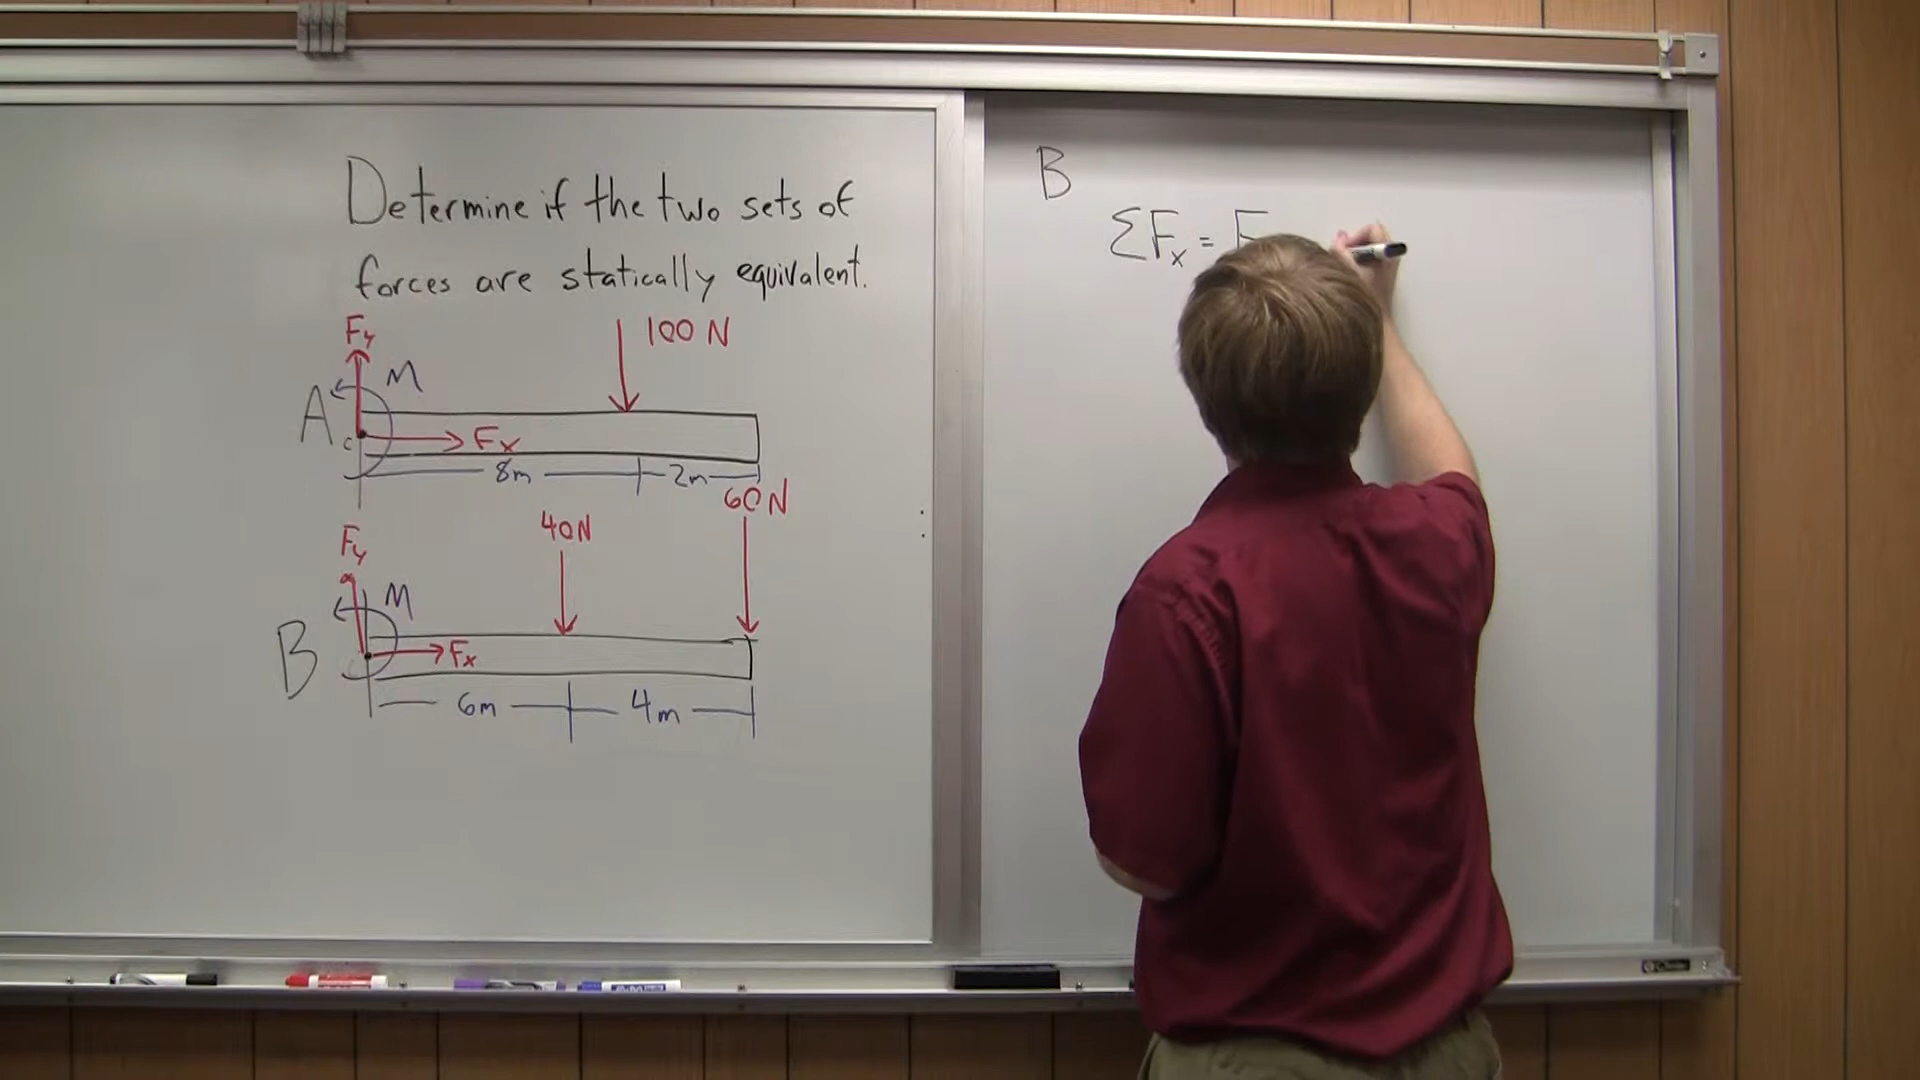 Determine if the two sets of
forces are statically equivalent.
Fy
100 N
M
A
c
Fx
8m
2m
60N
40N
Fy
M
B
Fx
6m
4m
B
ΣFx = F